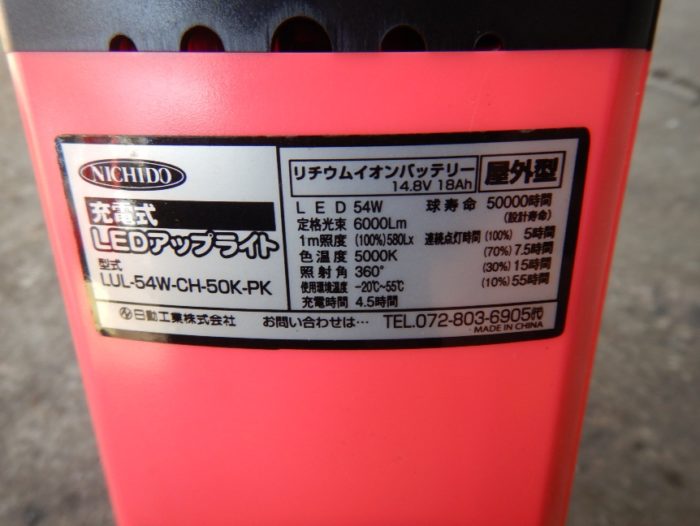 NICHIDO
充電式
LEDアップライト
型式
LUL-54W-CH-50K-PK
リチウムイオンバッテリー
14.8V 18Ah
屋外型
LED 54W 球寿命 50000時間
定格光束 6000Lm (設計寿命)
1m照度 (100%)580Lx 連続点灯時間 (100%) 5時間
色温度 5000K (70%) 7.5時間
照射角 360° (30%) 15時間
使用環境温度 -20℃~55℃ (10%) 55時間
充電時間 4.5時間
日動工業株式会社 お問い合わせは… TEL.072-803-6905㈹
MADE IN CHINA